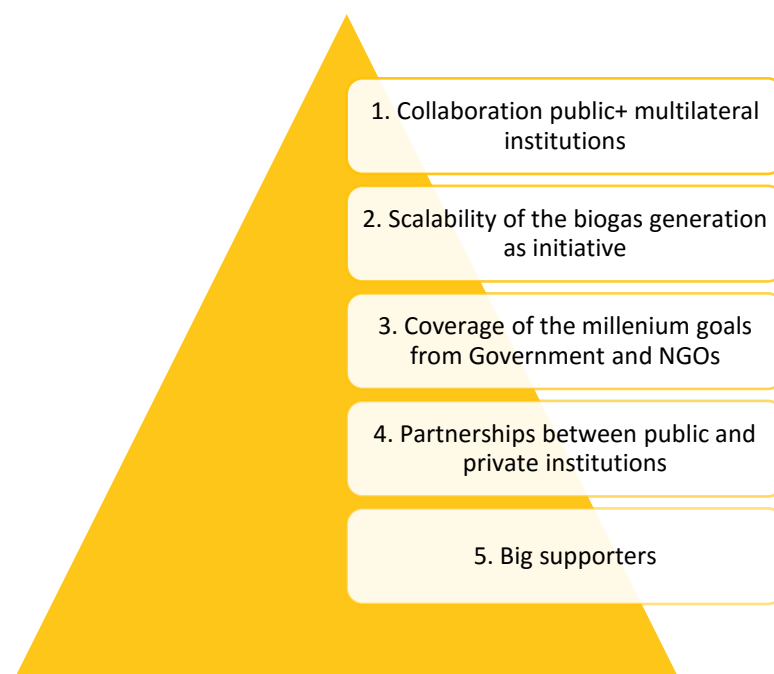 1. Collaboration public+ multilateral
institutions
2. Scalability of the biogas generation
as initiative
3. Coverage of the millenium goals
from Government and NGOs
4. Partnerships between public and
private institutions
5. Big supporters